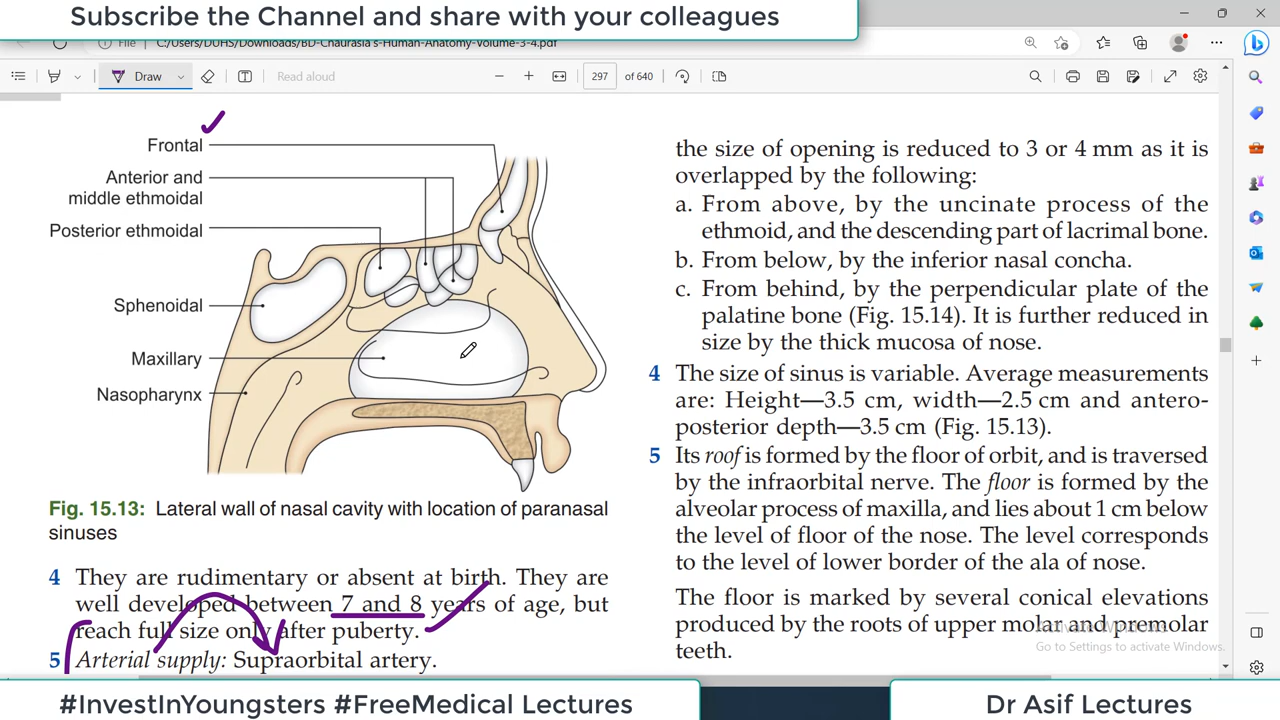 Subscribe the Channel and share with your colleagues
File
C:/Users/DUHS/Downloads/BD-Chaurasia's-Human-Anatomy-Volume-3-4.pdf
Draw
Read aloud
297 of 640
Frontal
Anterior and
middle ethmoidal
Posterior ethmoidal
Sphenoidal
Maxillary
Nasopharynx
Fig. 15.13: Lateral wall of nasal cavity with location of paranasal
sinuses
4 They are rudimentary or absent at birth. They are
well developed between 7 and 8 years of age, but
reach full size only after puberty.
5 Arterial supply: Supraorbital artery.
the size of opening is reduced to 3 or 4 mm as it is
overlapped by the following:
a. From above, by the uncinate process of the
ethmoid, and the descending part of lacrimal bone.
b. From below, by the inferior nasal concha.
c. From behind, by the perpendicular plate of the
palatine bone (Fig. 15.14). It is further reduced in
size by the thick mucosa of nose.
4 The size of sinus is variable. Average measurements
are: Height—3.5 cm, width—2.5 cm and antero-
posterior depth—3.5 cm (Fig. 15.13).
5 Its roof is formed by the floor of orbit, and is traversed
by the infraorbital nerve. The floor is formed by the
alveolar process of maxilla, and lies about 1 cm below
the level of floor of the nose. The level corresponds
to the level of lower border of the ala of nose.
The floor is marked by several conical elevations
produced by the roots of upper molar and premolar
teeth.
Activate Windows
Go to Settings to activate Windows.
#InvestInYoungsters #FreeMedical Lectures
Dr Asif Lectures